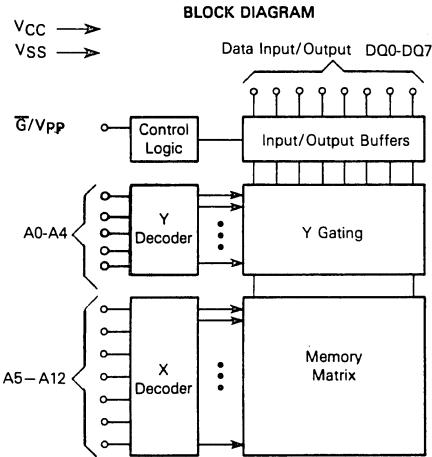 BLOCK DIAGRAM
VCC
VSS
Data Input/Output DQ0-DQ7
G/VPP
Control
Logic
Input/Output Buffers
A0-A4
Y
Decoder
Y Gating
A5-A12
X
Decoder
Memory
Matrix